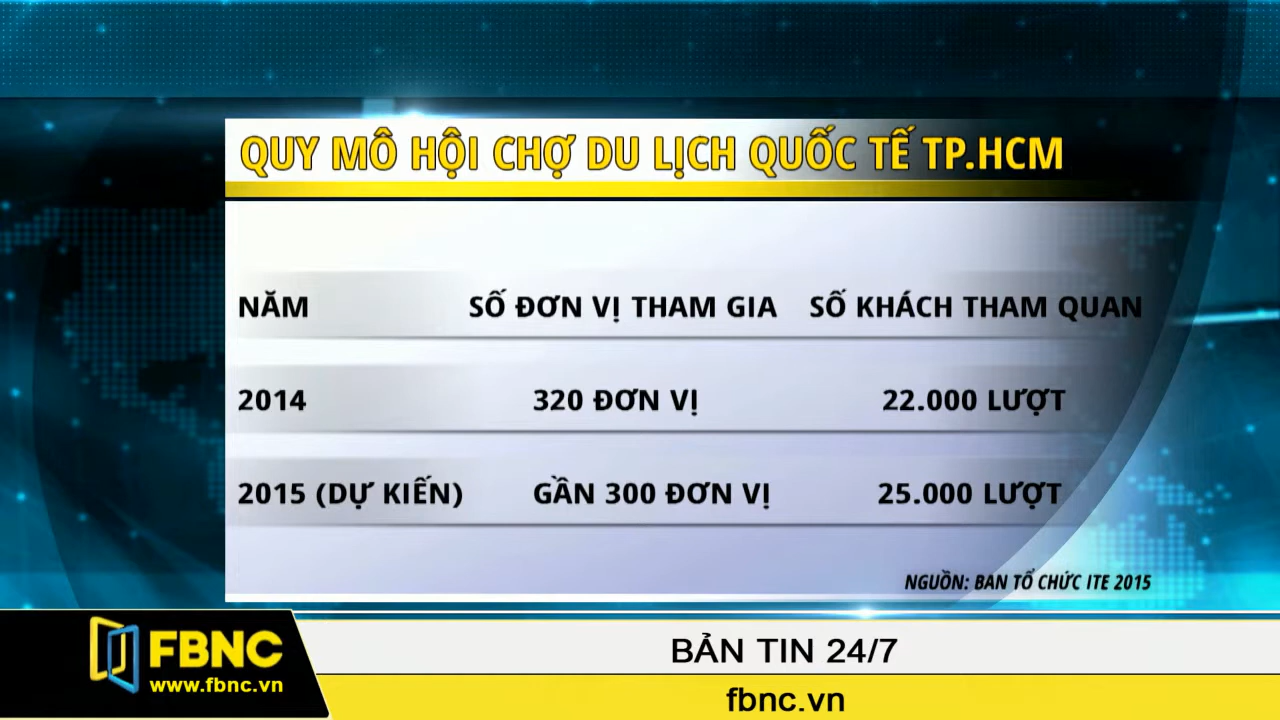 QUY MÔ HỘI CHỢ DU LỊCH QUỐC TẾ TP.HCM
NĂM SỐ ĐƠN VỊ THAM GIA SỐ KHÁCH THAM QUAN
2014 320 ĐƠN VỊ 22.000 LƯỢT
2015 (DỰ KIẾN) GẦN 300 ĐƠN VỊ 25.000 LƯỢT
NGUỒN: BAN TỔ CHỨC ITE 2015
FBNC
www.fbnc.vn
BẢN TIN 24/7
fbnc.vn